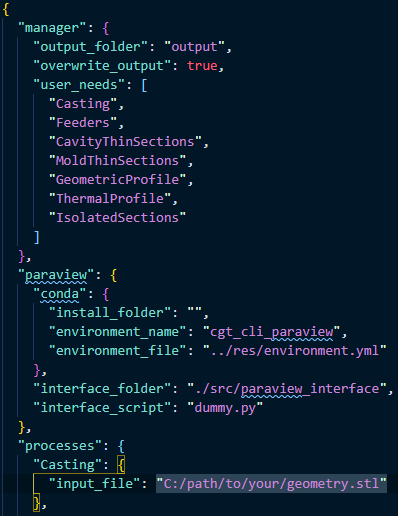 {
"manager": {
"output_folder": "output",
"overwrite_output": true,
"user_needs": [
"Casting",
"Feeders",
"CavityThinSections",
"MoldThinSections",
"GeometricProfile",
"ThermalProfile",
"IsolatedSections"
]
},
"paraview": {
"conda": {
"install_folder": "",
"environment_name": "cgt_cli_paraview",
"environment_file": "../res/environment.yml"
},
"interface_folder": "./src/paraview_interface",
"interface_script": "dummy.py"
},
"processes": {
"Casting": {
"input_file": "C:/path/to/your/geometry.stl"
},